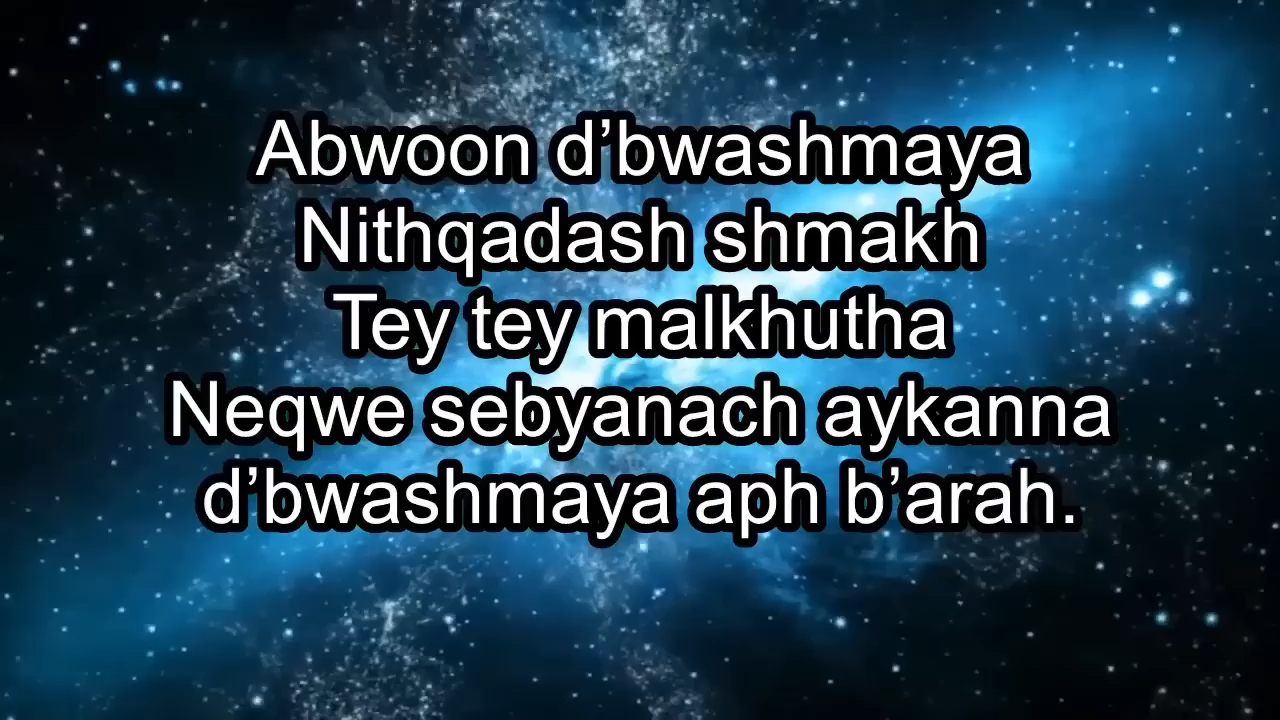 Abwoon d’bwashmaya
Nithqadash shmakh
Tey tey malkhutha
Neqwe sebyanach aykanna
d’bwashmaya aph b’arah.